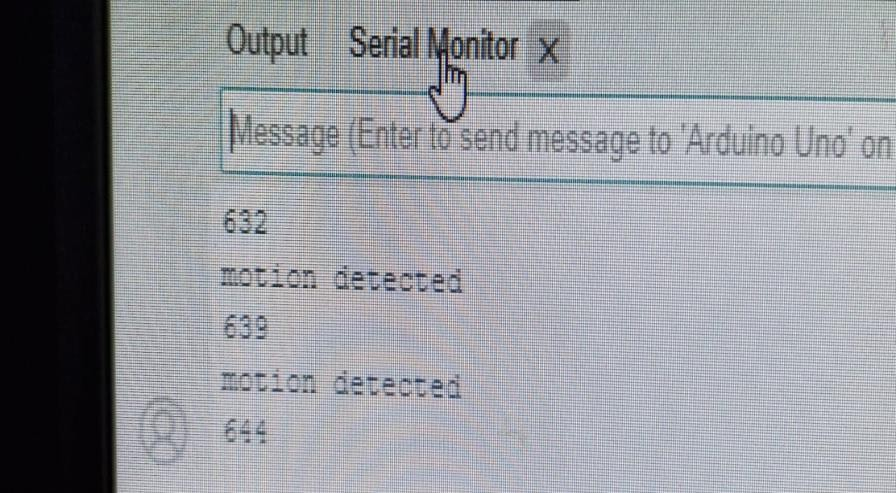 Output Serial Monitor X
Message (Enter to send message to 'Arduino Uno' on
632
motion detected
639
motion detected
644